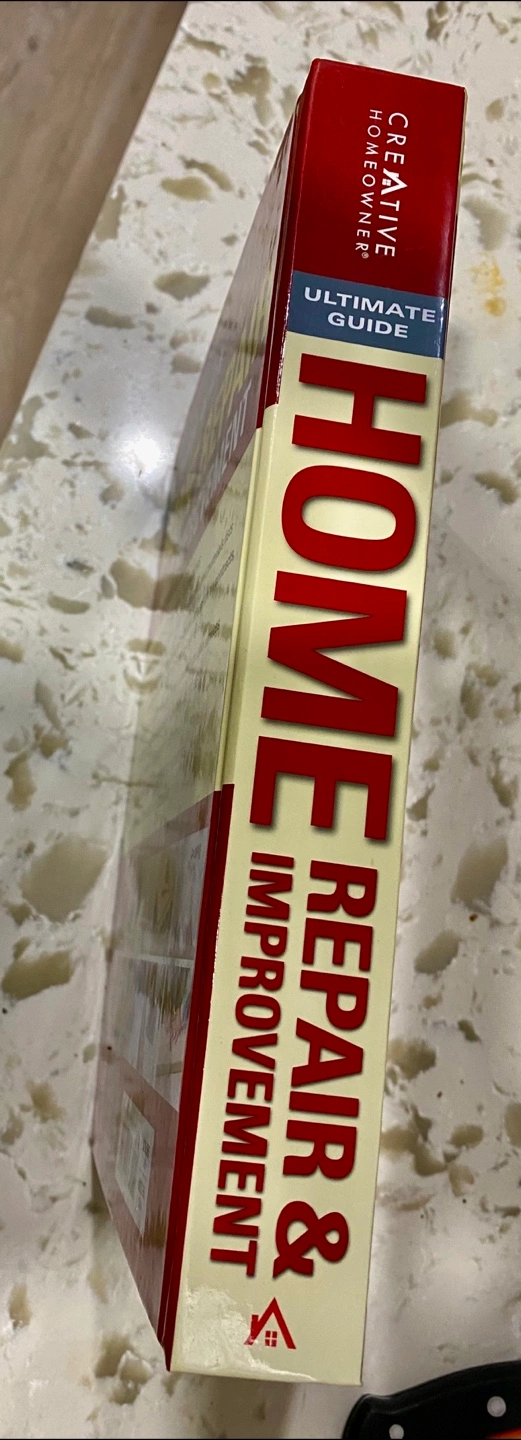 CREATIVE
HOMEOWNER®
ULTIMATE
GUIDE
HOME
REPAIR &
IMPROVEMENT